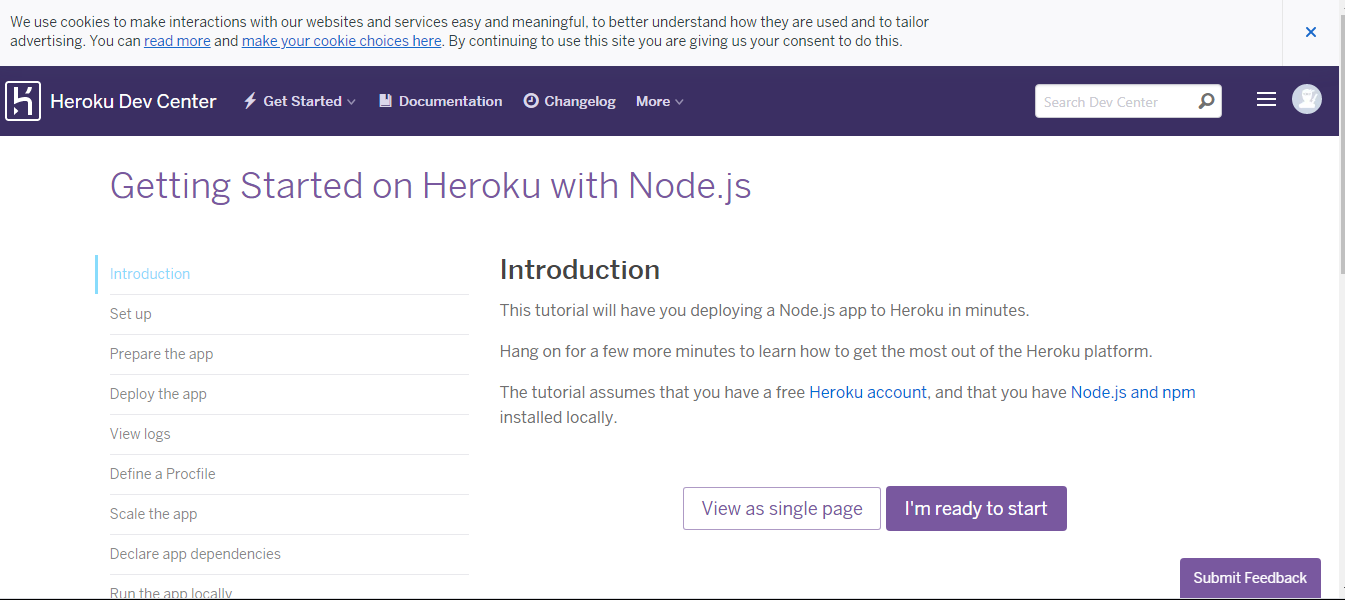 We use cookies to make interactions with our websites and services easy and meaningful, to better understand how they are used and to tailor
advertising. You can read more and make your cookie choices here. By continuing to use this site you are giving us your consent to do this.
Heroku Dev Center
Get Started
Documentation
Changelog
More
Search Dev Center
Getting Started on Heroku with Node.js
Introduction
Set up
Prepare the app
Deploy the app
View logs
Define a Procfile
Scale the app
Declare app dependencies
Run the app locally
Introduction
This tutorial will have you deploying a Node.js app to Heroku in minutes.
Hang on for a few more minutes to learn how to get the most out of the Heroku platform.
The tutorial assumes that you have a free Heroku account, and that you have Node.js and npm
installed locally.
View as single page
I'm ready to start
Submit Feedback